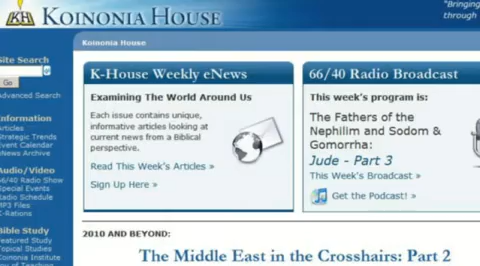 KH KOINONIA HOUSE
"Bringing
through
Koinonia House
Site Search
Go
Advanced Search
Information
Articles
Strategic Trends
Event Calendar
eNews Archive
Audio/Video
66/40 Radio Show
Special Events
Radio Schedule
MP3 Files
K-Rations
Bible Study
Featured Study
Topical Studies
Koinonia Institute
K-House Weekly eNews
Examining The World Around Us
Each issue contains unique,
informative articles looking at
current news from a Biblical
perspective.
Read This Week's Articles »
Sign Up Here »
66/40 Radio Broadcast
This week's program is:
The Fathers of the
Nephilim and Sodom &
Gomorrha:
Jude - Part 3
This Week's Broadcast »
Get the Podcast! »
2010 AND BEYOND:
The Middle East in the Crosshairs: Part 2